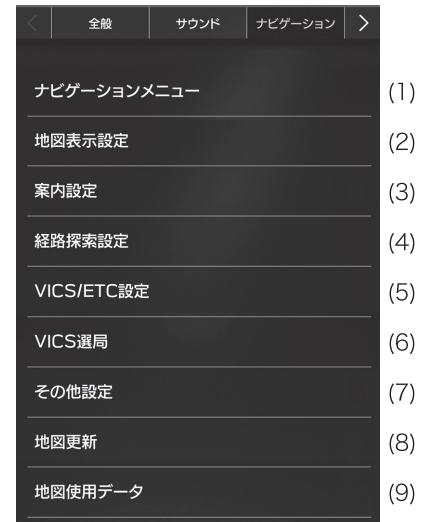 全般 サウンド ナビゲーション
ナビゲーションメニュー (1)
地図表示設定 (2)
案内設定 (3)
経路探索設定 (4)
VICS/ETC設定 (5)
VICS選局 (6)
その他設定 (7)
地図更新 (8)
地図使用データ (9)